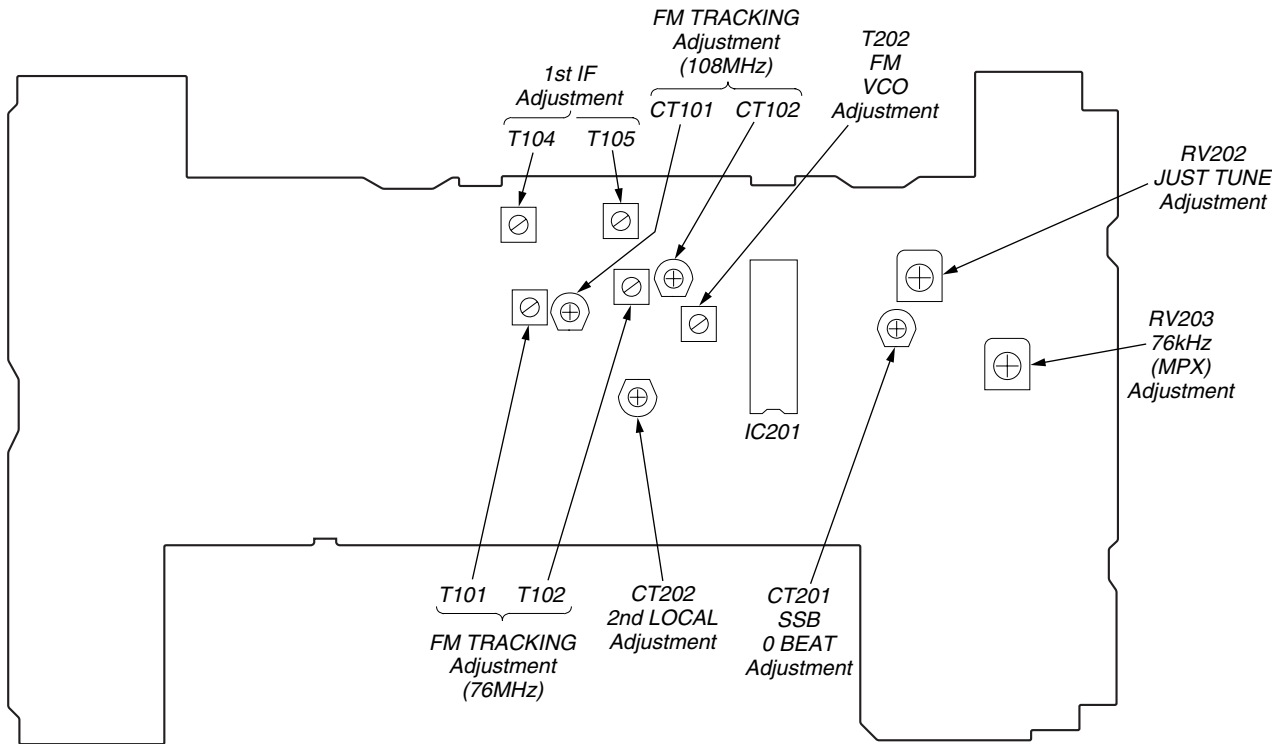 FM TRACKING
Adjustment
(108MHz)
CT101 CT102
T202
FM
VCO
Adjustment
1st IF
Adjustment
T104 T105
RV202
JUST TUNE
Adjustment
RV203
76kHz
(MPX)
Adjustment
IC201
T101 T102
FM TRACKING
Adjustment
(76MHz)
CT202
2nd LOCAL
Adjustment
CT201
SSB
0 BEAT
Adjustment